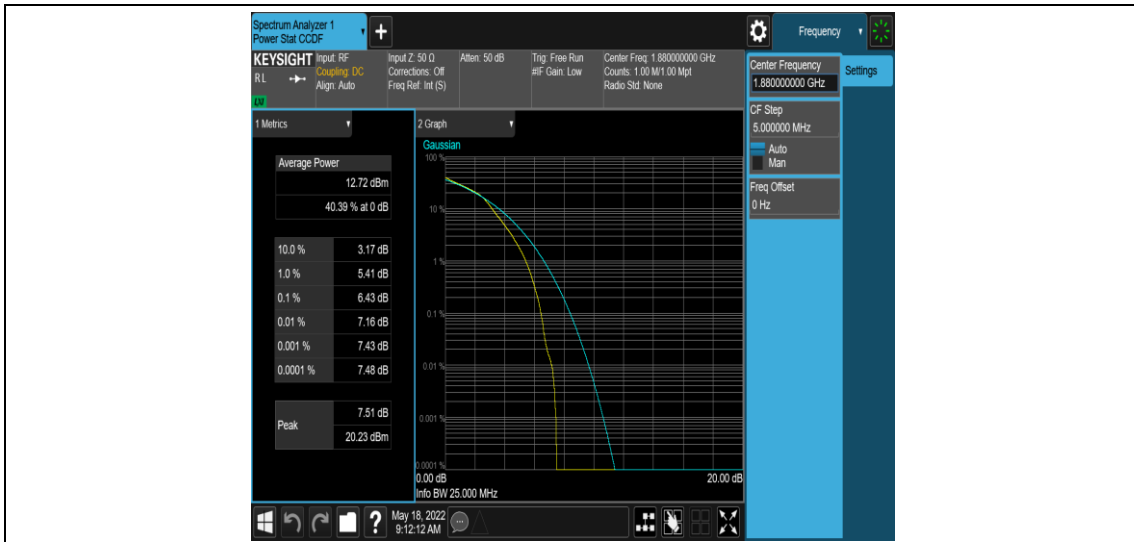 Spectrum Analyzer 1
Power Stat CCDF
+
Frequency
KEYSIGHT
RL
LXI
Input: RF
Coupling: DC
Align: Auto
Input Z: 50 Ω
Corrections: Off
Freq Ref: Int (S)
Atten: 50 dB
Trig: Free Run
#IF Gain: Low
Center Freq: 1.880000000 GHz
Counts: 1.00 M/1.00 Mpt
Radio Std: None
Center Frequency
1.880000000 GHz
Settings
CF Step
5.000000 MHz
Auto
Man
Freq Offset
0 Hz
1 Metrics
Average Power
12.72 dBm
40.39 % at 0 dB
10.0 % 3.17 dB
1.0 % 5.41 dB
0.1 % 6.43 dB
0.01 % 7.16 dB
0.001 % 7.43 dB
0.0001 % 7.48 dB
Peak 7.51 dB
20.23 dBm
2 Graph
Gaussian
100 %
10 %
1 %
0.1 %
0.01 %
0.001 %
0.0001 %
0.00 dB 20.00 dB
Info BW 25.000 MHz
?
May 18, 2022
9:12:12 AM